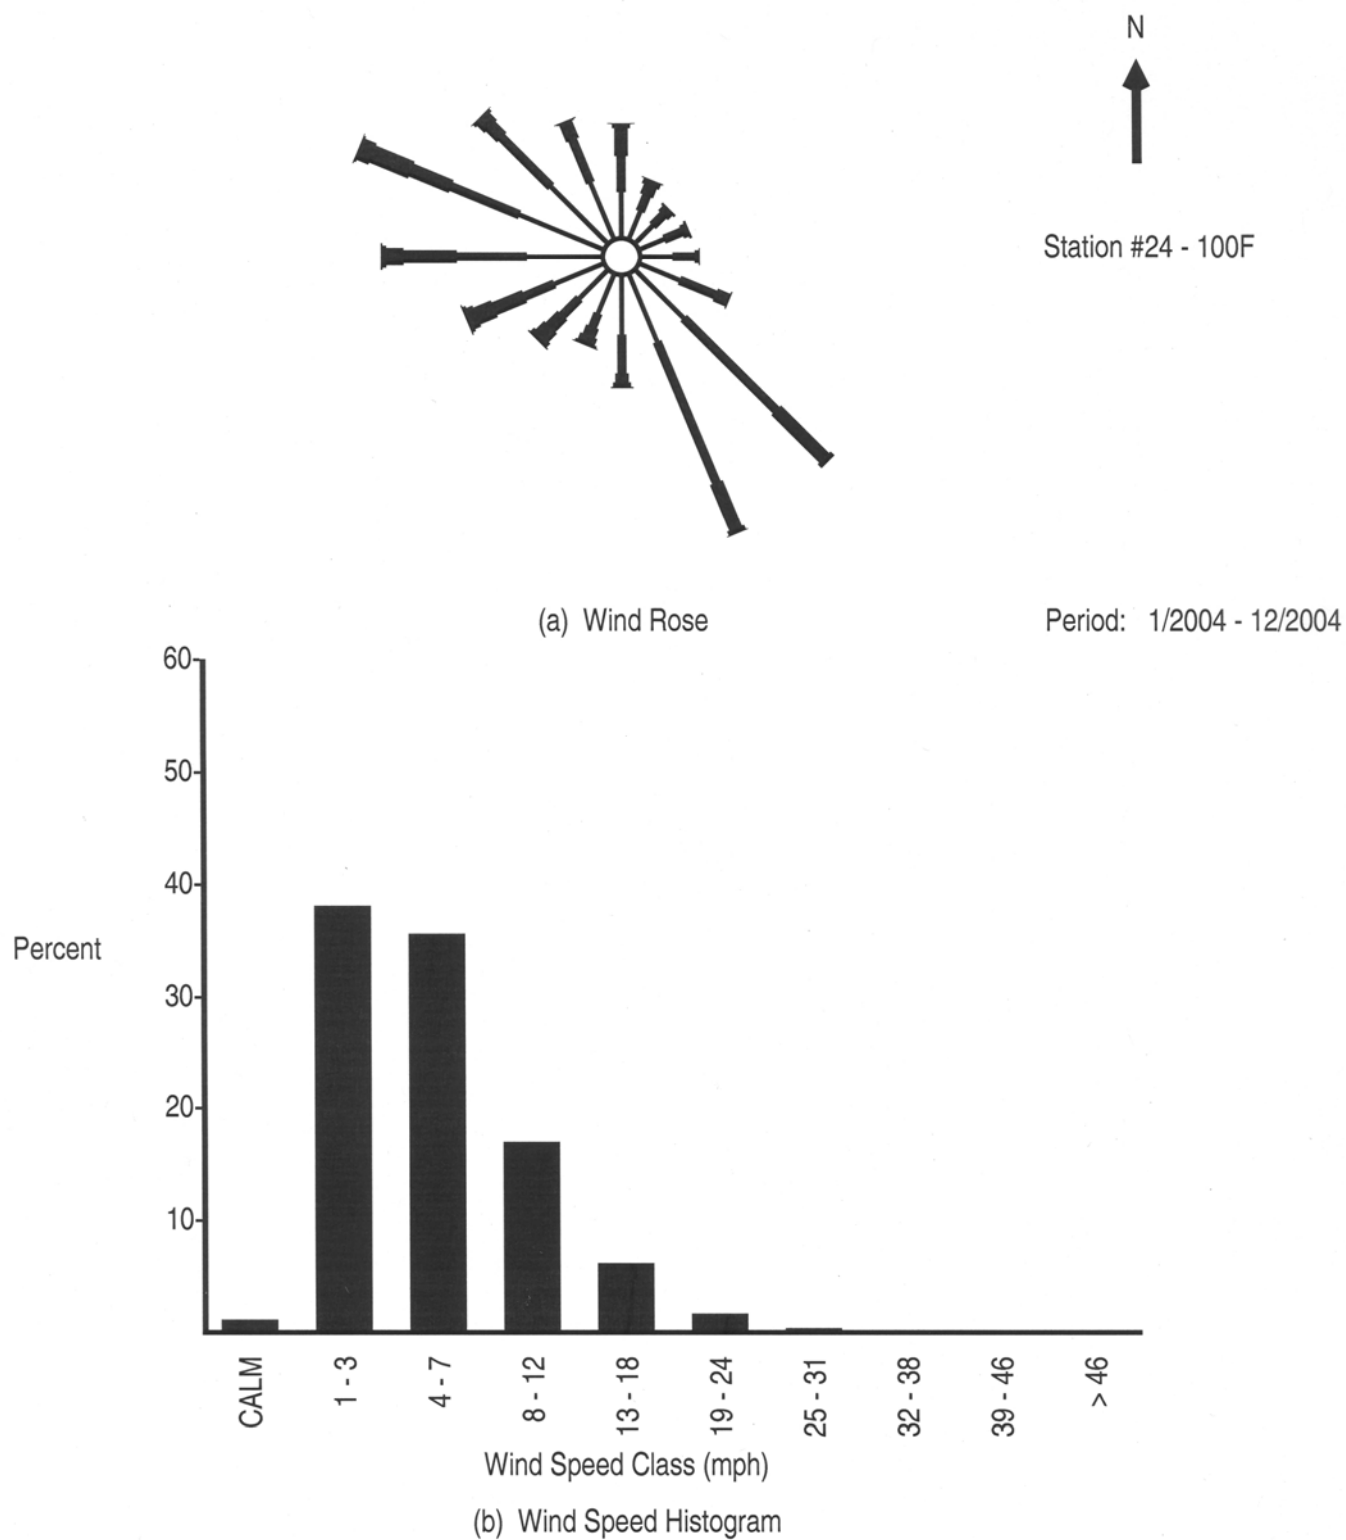 N
Station #24 - 100F
(a) Wind Rose
Period: 1/2004 - 12/2004
60
50
40
Percent
30
20
10
CALM
1 - 3
4 - 7
8 - 12
13 - 18
19 - 24
25 - 31
32 - 38
39 - 46
> 46
Wind Speed Class (mph)
(b) Wind Speed Histogram